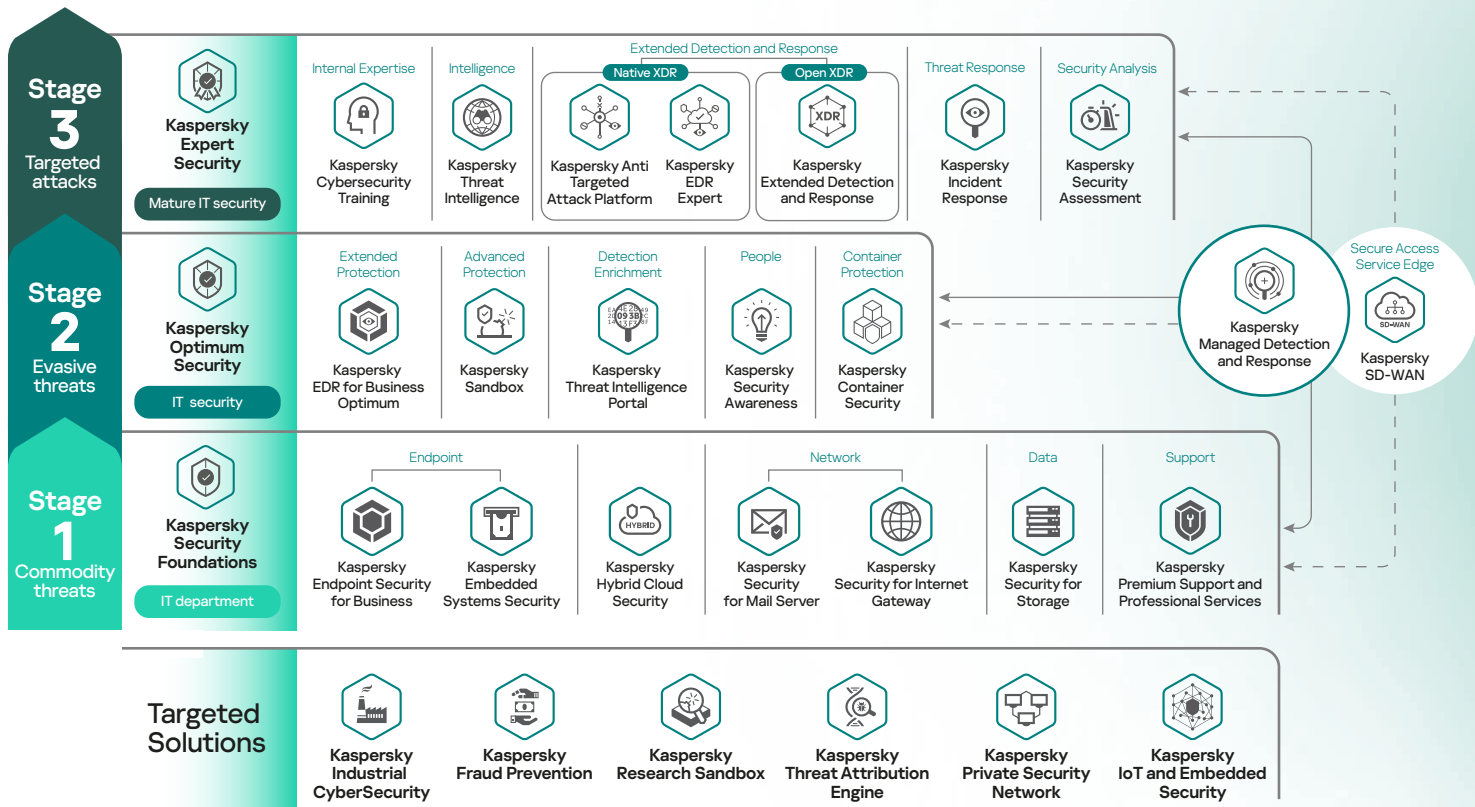 Stage
3
Targeted
attacks
Kaspersky
Expert
Security
Mature IT security
Internal Expertise
Kaspersky
Cybersecurity
Training
Intelligence
Kaspersky
Threat
Intelligence
Extended Detection and Response
Native XDR
Kaspersky Anti
Targeted
Attack Platform
Kaspersky
EDR
Expert
Open XDR
XDR
Kaspersky
Extended Detection
and Response
Threat Response
Kaspersky
Incident
Response
Security Analysis
Kaspersky
Security
Assessment
Stage
2
Evasive
threats
Kaspersky
Optimum
Security
IT security
Extended
Protection
Kaspersky
EDR for Business
Optimum
Advanced
Protection
Kaspersky
Sandbox
Detection
Enrichment
09 3B
Kaspersky
Threat Intelligence
Portal
People
Kaspersky
Security
Awareness
Container
Protection
Kaspersky
Container
Security
Kaspersky
Managed Detection
and Response
Secure Access
Service Edge
SD-WAN
Kaspersky
SD-WAN
Stage
1
Commodity
threats
Kaspersky
Security
Foundations
IT department
Endpoint
Kaspersky
Endpoint Security
for Business
Kaspersky
Embedded
Systems Security
HYBRID
Kaspersky
Hybrid Cloud
Security
Network
Kaspersky
Security
for Mail Server
Kaspersky
Security for Internet
Gateway
Data
Kaspersky
Security for
Storage
Support
Kaspersky
Premium Support and
Professional Services
Targeted
Solutions
Kaspersky
Industrial
CyberSecurity
Kaspersky
Fraud Prevention
Kaspersky
Research Sandbox
Kaspersky
Threat Attribution
Engine
Kaspersky
Private Security
Network
Kaspersky
IoT and Embedded
Security